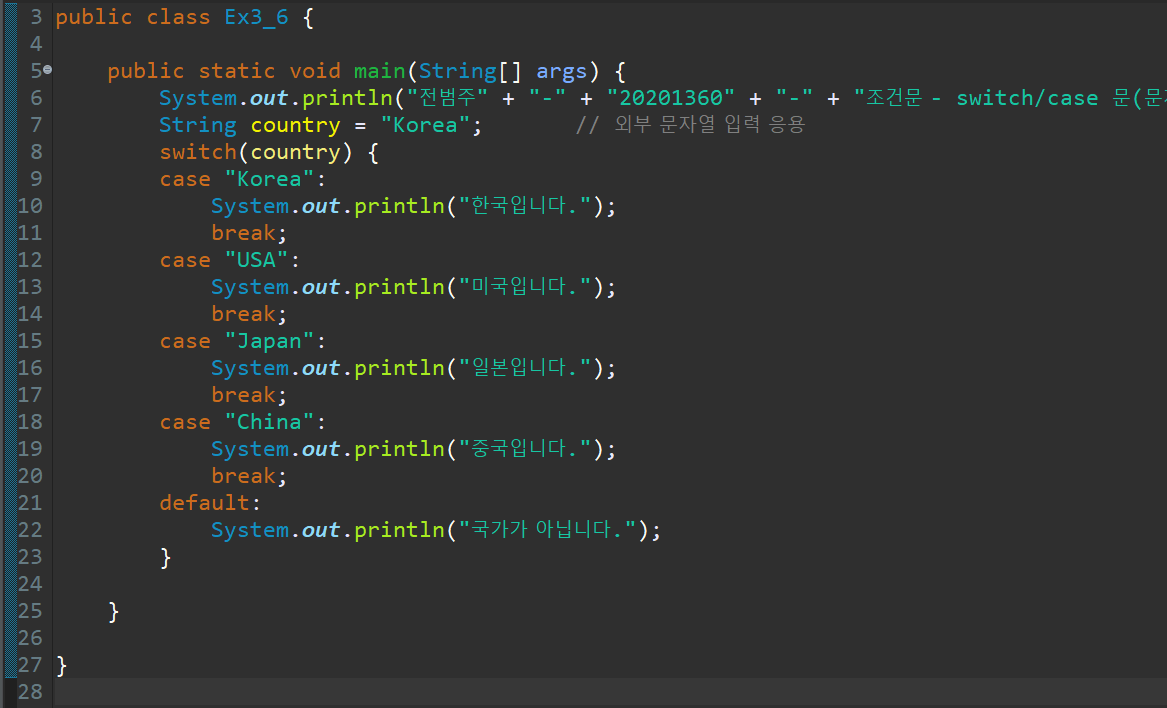 3 public class Ex3_6 {
4
5 public static void main(String[] args) {
6 System.out.println("전범주" + "-" + "20201360" + "-" + "조건문 - switch/case 문(문
7 String country = "Korea"; // 외부 문자열 입력 응용
8 switch(country) {
9 case "Korea":
10 System.out.println("한국입니다.");
11 break;
12 case "USA":
13 System.out.println("미국입니다.");
14 break;
15 case "Japan":
16 System.out.println("일본입니다.");
17 break;
18 case "China":
19 System.out.println("중국입니다.");
20 break;
21 default:
22 System.out.println("국가가 아닙니다.");
23 }
24
25 }
26
27 }
28